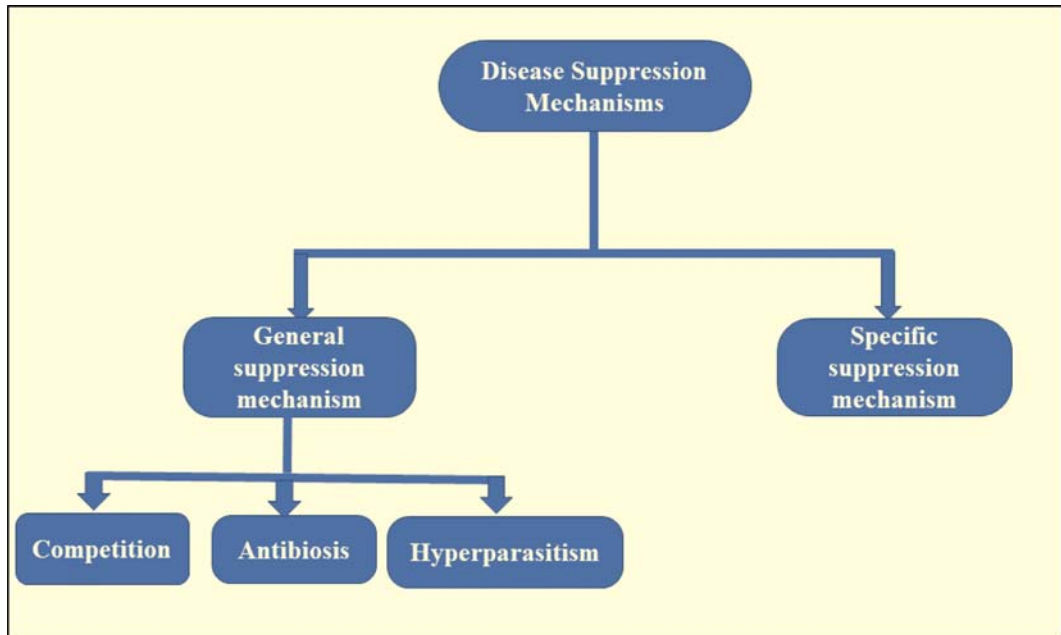 Disease Suppression
Mechanisms
General
suppression
mechanism
Specific
suppression
mechanism
Competition
Antibiosis
Hyperparasitism